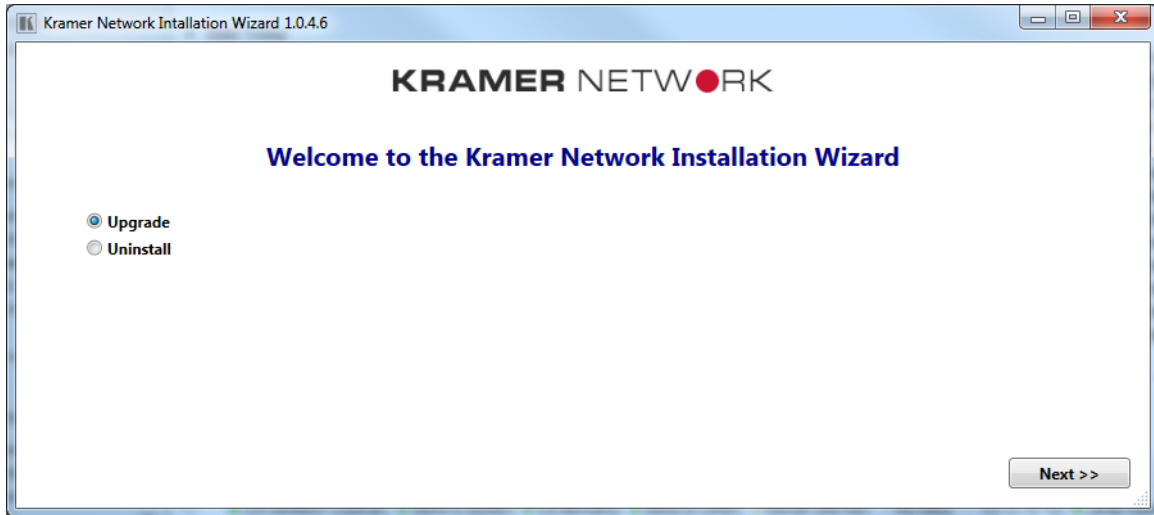 Kramer Network Intallation Wizard 1.0.4.6
KRAMER NETWORK
Welcome to the Kramer Network Installation Wizard
Upgrade
Uninstall
Next >>